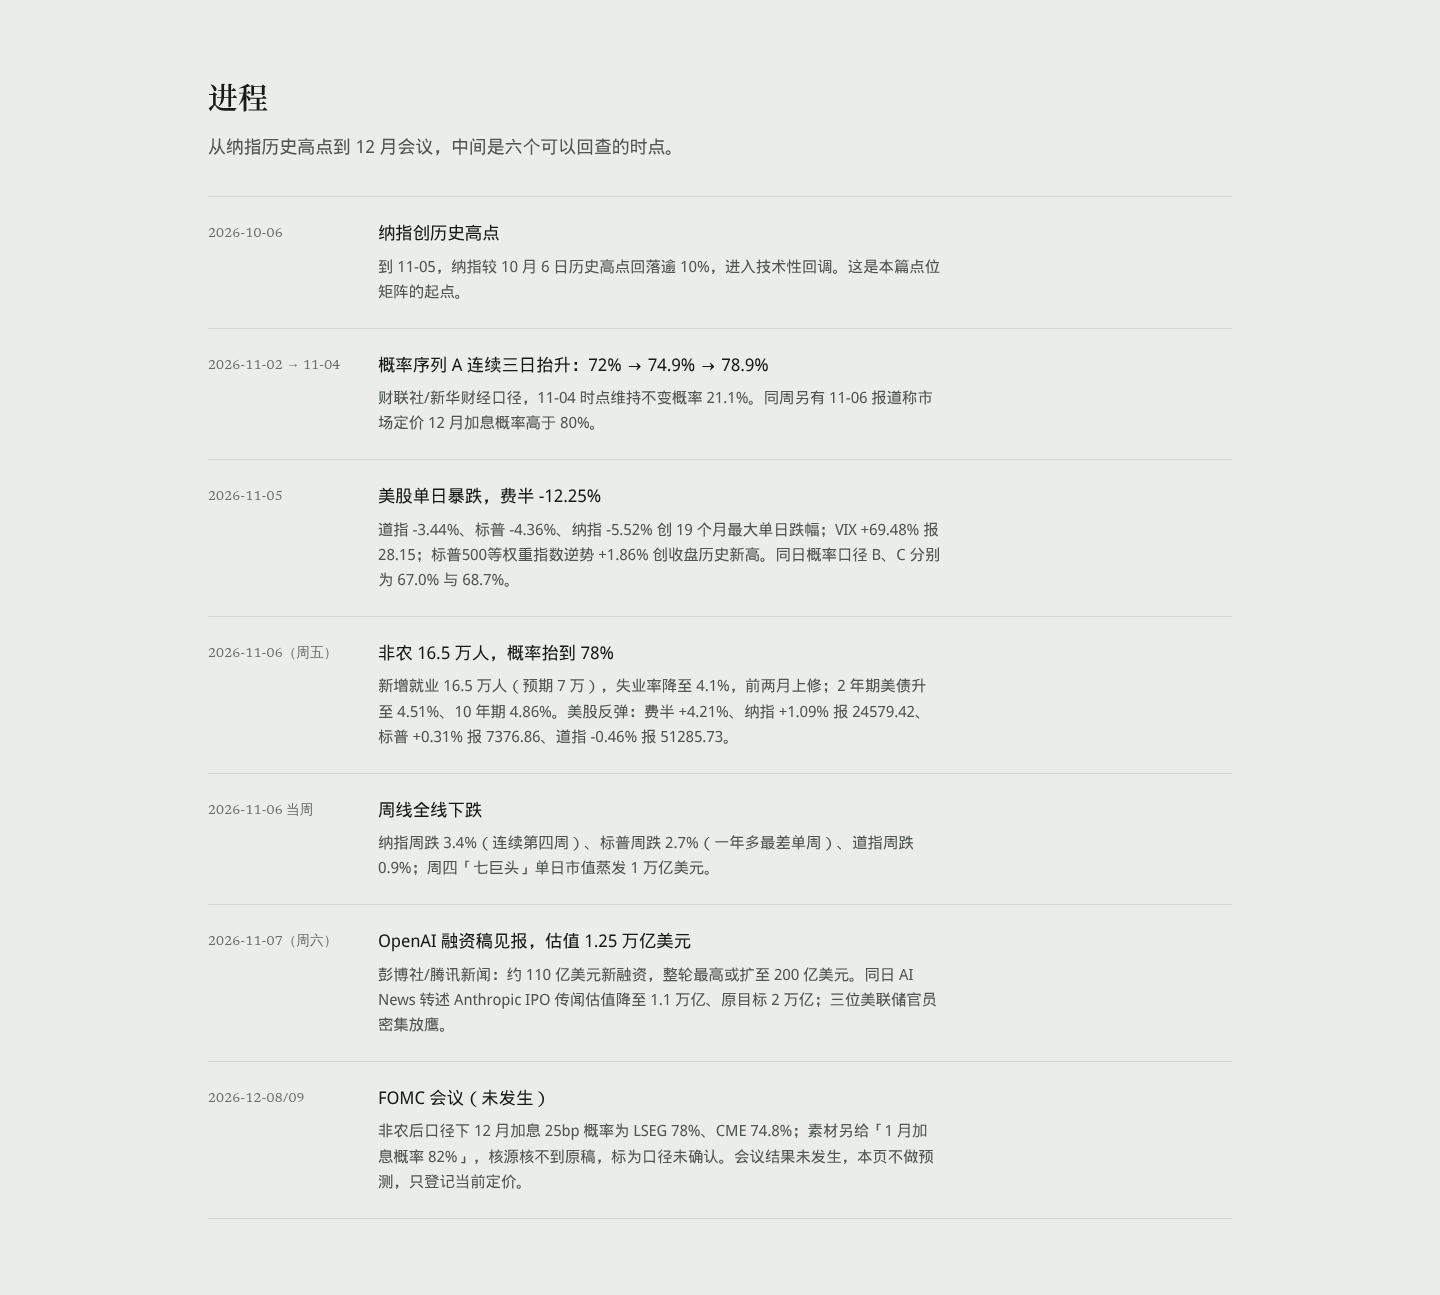 进程
从纳指历史高点到 12 月会议，中间是六个可以回查的时点。
2026-10-06
纳指创历史高点
到 11-05，纳指较 10 月 6 日历史高点回落逾 10%，进入技术性回调。这是本篇点位
矩阵的起点。
2026-11-02 → 11-04
概率序列 A 连续三日抬升：72% → 74.9% → 78.9%
财联社/新华财经口径，11-04 时点维持不变概率 21.1%。同周另有 11-06 报道称市
场定价 12 月加息概率高于 80%。
2026-11-05
美股单日暴跌，费半 -12.25%
道指 -3.44%、标普 -4.36%、纳指 -5.52% 创 19 个月最大单日跌幅；VIX +69.48% 报
28.15；标普500等权重指数逆势 +1.86% 创收盘历史新高。同日概率口径 B、C 分别
为 67.0% 与 68.7%。
2026-11-06（周五）
非农 16.5 万人，概率抬到 78%
新增就业 16.5 万人（预期 7 万），失业率降至 4.1%，前两月上修；2 年期美债升
至 4.51%、10 年期 4.86%。美股反弹：费半 +4.21%、纳指 +1.09% 报 24579.42、
标普 +0.31% 报 7376.86、道指 -0.46% 报 51285.73。
2026-11-06 当周
周线全线下跌
纳指周跌 3.4%（连续第四周）、标普周跌 2.7%（一年多最差单周）、道指周跌
0.9%；周四「七巨头」单日市值蒸发 1 万亿美元。
2026-11-07（周六）
OpenAI 融资稿见报，估值 1.25 万亿美元
彭博社/腾讯新闻：约 110 亿美元新融资，整轮最高或扩至 200 亿美元。同日 AI
News 转述 Anthropic IPO 传闻估值降至 1.1 万亿、原目标 2 万亿；三位美联储官员
密集放鹰。
2026-12-08/09
FOMC 会议（未发生）
非农后口径下 12 月加息 25bp 概率为 LSEG 78%、CME 74.8%；素材另给「1 月加
息概率 82%」，核源核不到原稿，标为口径未确认。会议结果未发生，本页不做预
测，只登记当前定价。